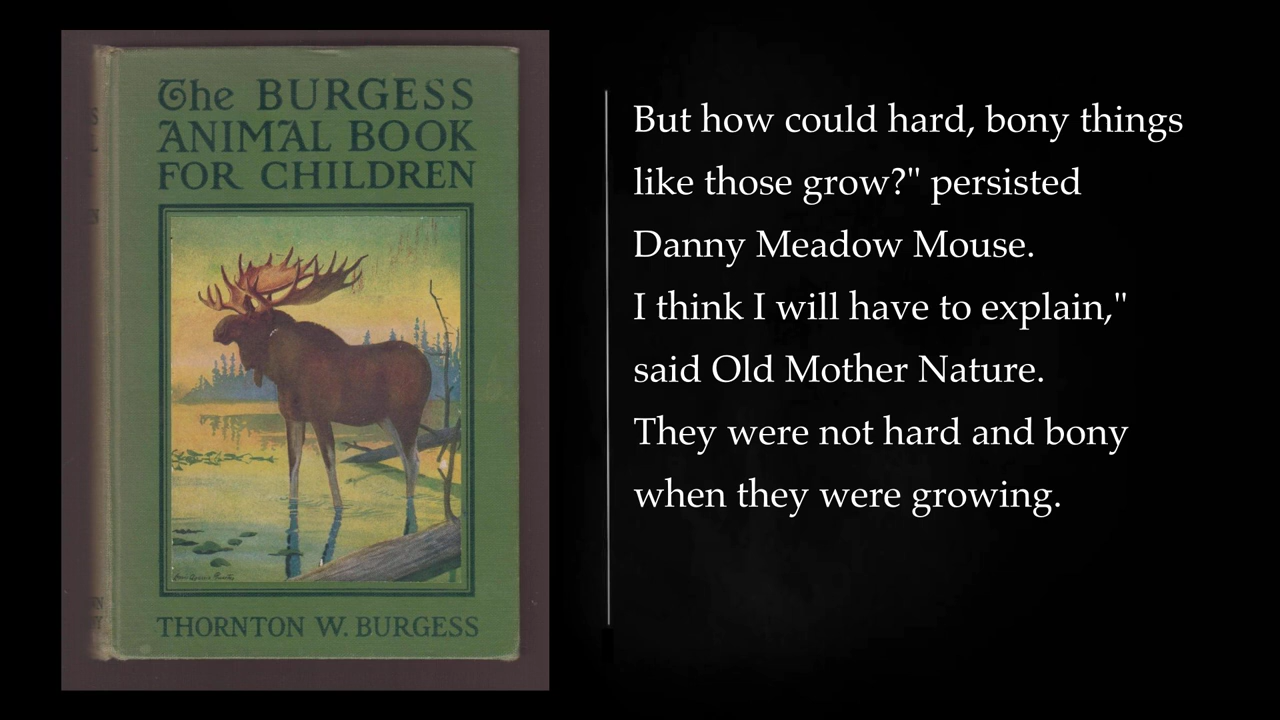 The BURGESS
ANIMAL BOOK
FOR CHILDREN
THORNTON W. BURGESS
But how could hard, bony things
like those grow?" persisted
Danny Meadow Mouse.
I think I will have to explain,"
said Old Mother Nature.
They were not hard and bony
when they were growing.